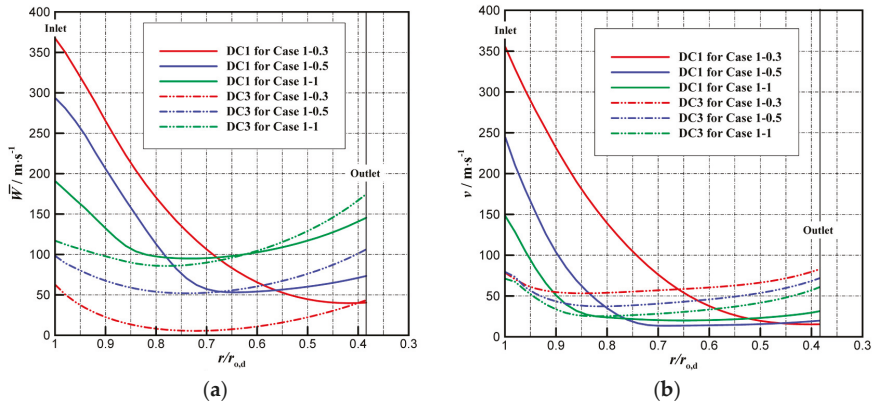 400
350
300
250
200
150
100
50
0
W̅ / m·s⁻¹
Inlet
DC1 for Case 1-0.3
DC1 for Case 1-0.5
DC1 for Case 1-1
DC3 for Case 1-0.3
DC3 for Case 1-0.5
DC3 for Case 1-1
Outlet
1 0.9 0.8 0.7 0.6 0.5 0.4 0.3
r/r₀,d
(a)
400
350
300
250
200
150
100
50
0
v / m·s⁻¹
Inlet
DC1 for Case 1-0.3
DC1 for Case 1-0.5
DC1 for Case 1-1
DC3 for Case 1-0.3
DC3 for Case 1-0.5
DC3 for Case 1-1
Outlet
1 0.9 0.8 0.7 0.6 0.5 0.4 0.3
r/r₀,d
(b)